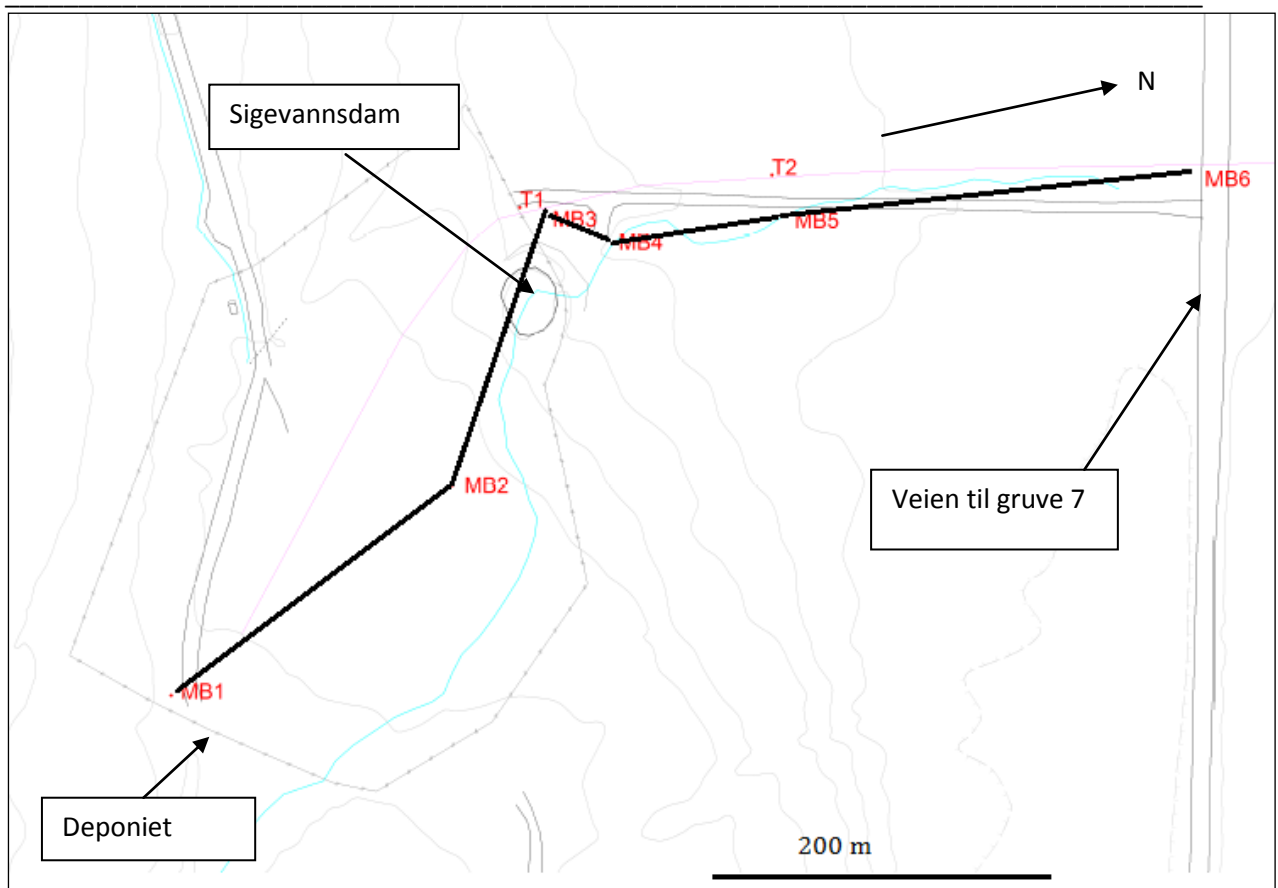 N
Sigevannsdam
T2
MB6
T1
MB3
MB5
MB4
MB2
Veien til gruve 7
MB1
Deponiet
200 m